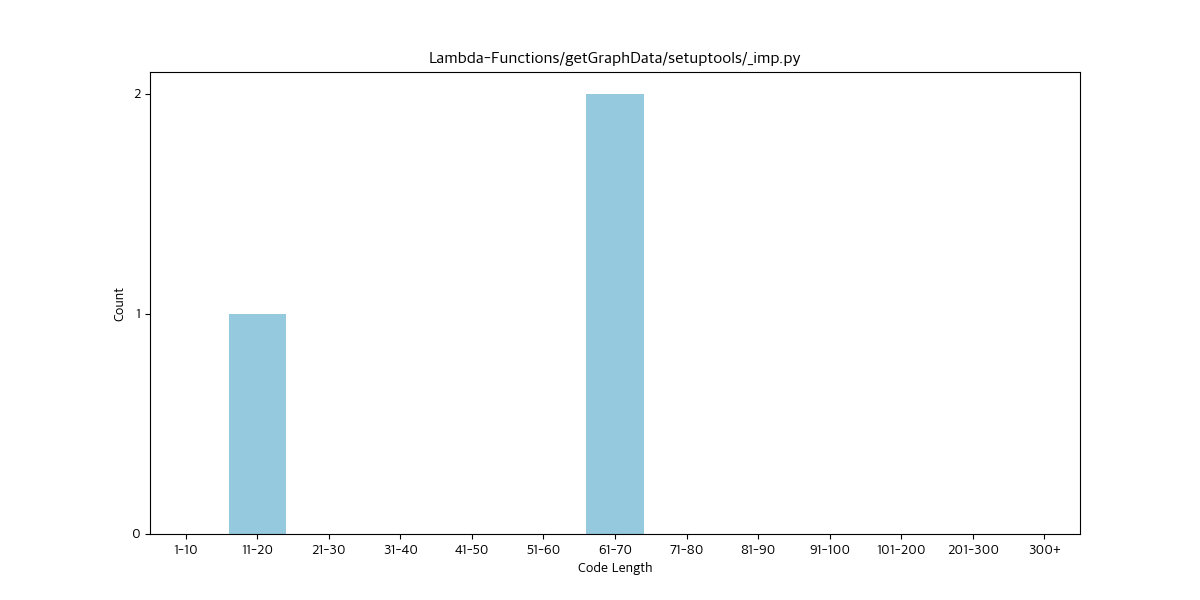 Lambda-Functions/getGraphData/setuptools/_imp.py
2
1
0
Count
1-10 11-20 21-30 31-40 41-50 51-60 61-70 71-80 81-90 91-100 101-200 201-300 300+
Code Length